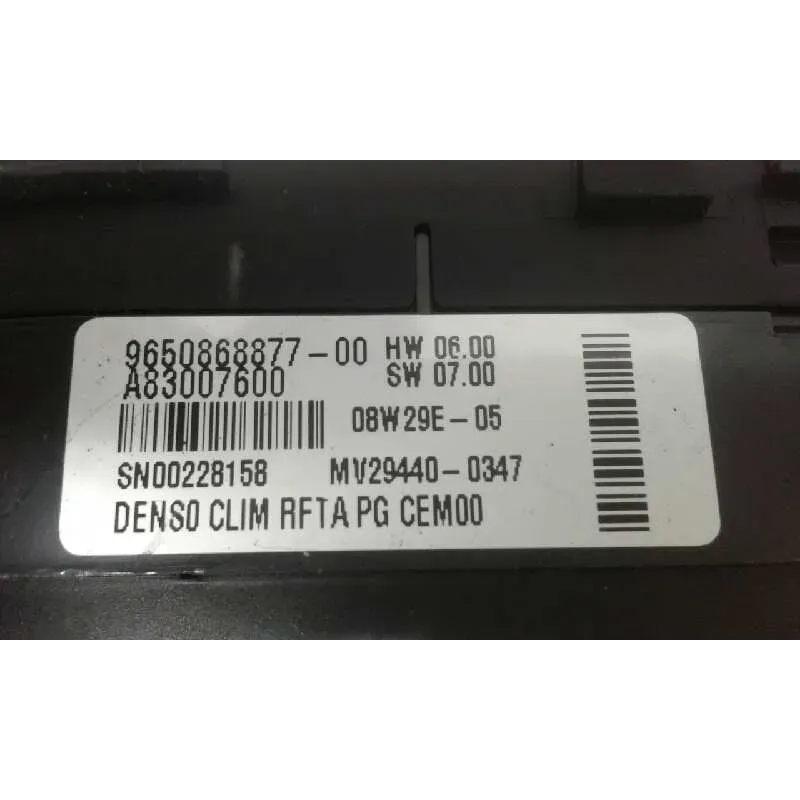 9650868877-00 HW 06.00
A83007600 SW 07.00
08W29E-05
SN00228158 MV29440-0347
DENSO CLIM RFTA PG CEM00